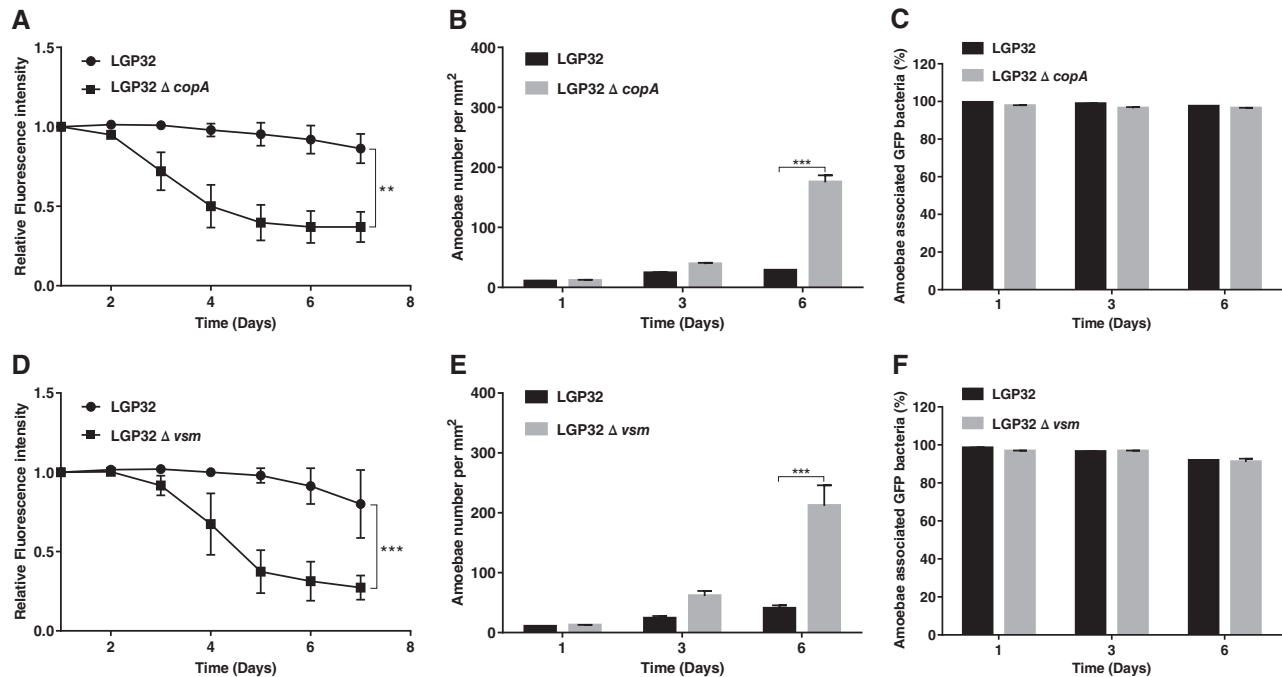 A
LGP32
LGP32 Δ copA
Relative Fluorescence intensity
1.5
1.0
0.5
0.0
**
2
4
6
8
Time (Days)
B
LGP32
LGP32 Δ copA
Amoebae number per mm2
400
300
200
100
0
***
1
3
6
Time (Days)
C
LGP32
LGP32 Δ copA
Amoebae associated GFP bacteria (%)
120
100
80
60
40
20
0
1
3
6
Time (Days)
D
LGP32
LGP32 Δ vsm
Relative Fluorescence intensity
1.5
1.0
0.5
0.0
***
2
4
6
8
Time (Days)
E
LGP32
LGP32 Δ vsm
Amoebae number per mm2
400
300
200
100
0
***
1
3
6
Time (Days)
F
LGP32
LGP32 Δ vsm
Amoebae associated GFP bacteria (%)
120
100
80
60
40
20
0
1
3
6
Time (Days)